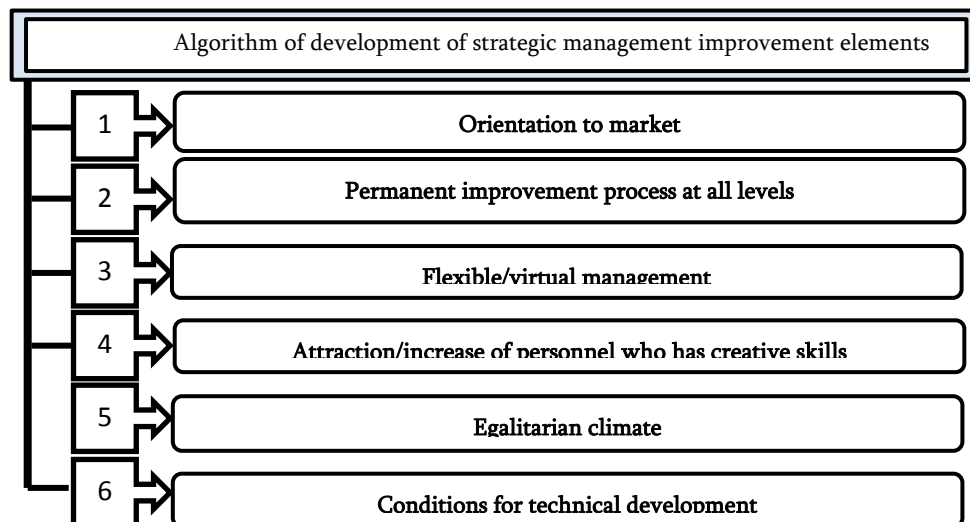 Algorithm of development of strategic management improvement elements
1
Orientation to market
2
Permanent improvement process at all levels
3
Flexible/virtual management
4
Attraction/increase of personnel who has creative skills
5
Egalitarian climate
6
Conditions for technical development